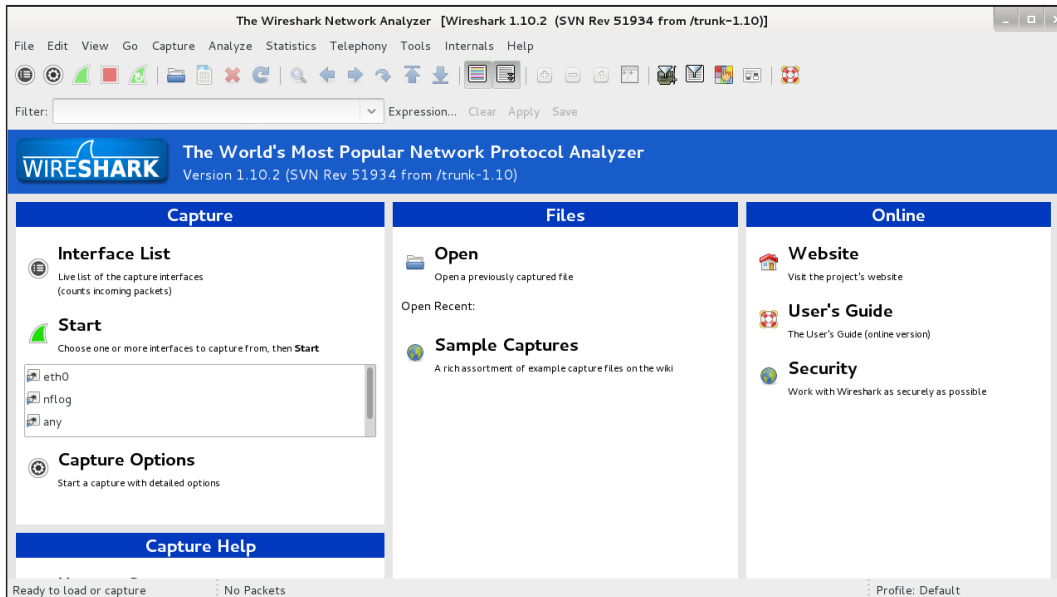 The Wireshark Network Analyzer [Wireshark 1.10.2 (SVN Rev 51934 from /trunk-1.10)]
File Edit View Go Capture Analyze Statistics Telephony Tools Internals Help
Filter: Expression... Clear Apply Save
WIRESHARK
The World's Most Popular Network Protocol Analyzer
Version 1.10.2 (SVN Rev 51934 from /trunk-1.10)
Capture
Interface List
Live list of the capture interfaces
(counts incoming packets)
Start
Choose one or more interfaces to capture from, then Start
eth0
nflog
any
Capture Options
Start a capture with detailed options
Capture Help
Files
Open
Open a previously captured file
Open Recent:
Sample Captures
A rich assortment of example capture files on the wiki
Online
Website
Visit the project's website
User's Guide
The User's Guide (online version)
Security
Work with Wireshark as securely as possible
Ready to load or capture No Packets Profile: Default